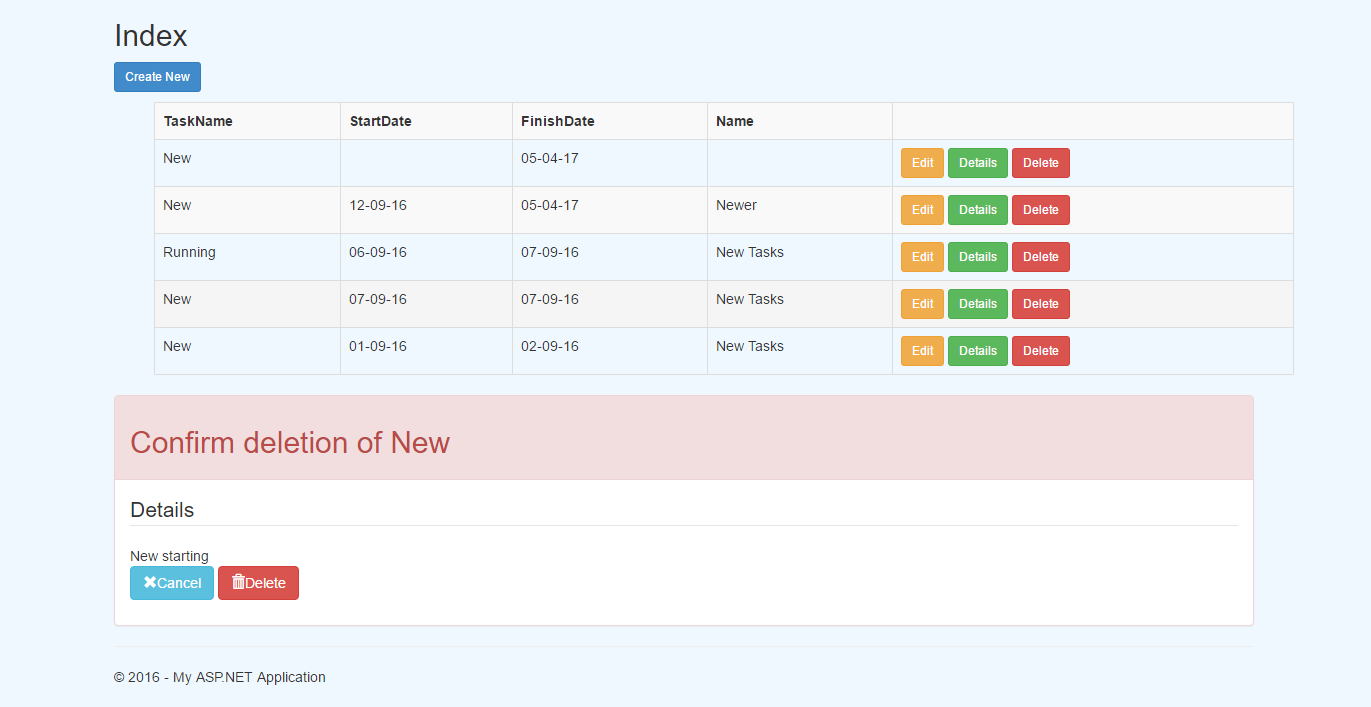 Index
Create New
TaskName StartDate FinishDate Name
New 05-04-17 Edit Details Delete
New 12-09-16 05-04-17 Newer Edit Details Delete
Running 06-09-16 07-09-16 New Tasks Edit Details Delete
New 07-09-16 07-09-16 New Tasks Edit Details Delete
New 01-09-16 02-09-16 New Tasks Edit Details Delete
Confirm deletion of New
Details
New starting
Cancel Delete
© 2016 - My ASP.NET Application